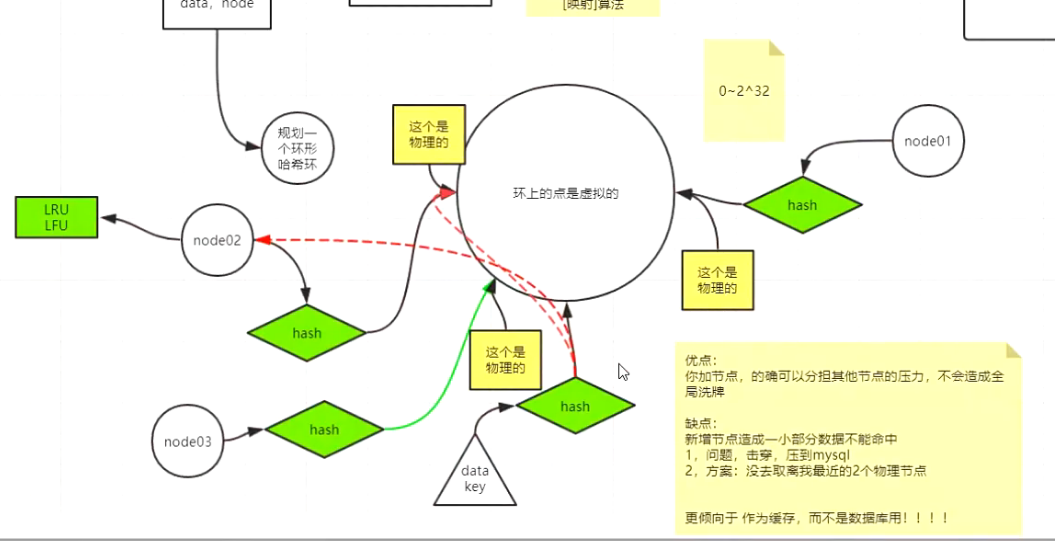 data，node
[映射]算法
0~2^32
这个是
物理的
规划一
个环形
哈希环
node01
环上的点是虚拟的
hash
LRU
LFU
node02
这个是
物理的
hash
这个是
物理的
优点：
你加节点，的确可以分担其他节点的压力，不会造成全
局洗牌
缺点：
新增节点造成一小部分数据不能命中
1，问题，击穿，压到mysql
2，方案：没去取离我最近的2个物理节点
更倾向于 作为缓存，而不是数据库用！！！！
hash
node03
hash
data
key